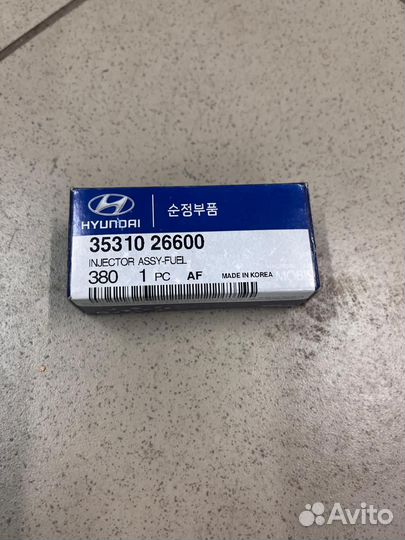 HYUNDAI
순정부품
35310 26600
INJECTOR ASSY-FUEL
380 1 PC AF MADE IN KOREA
Avito